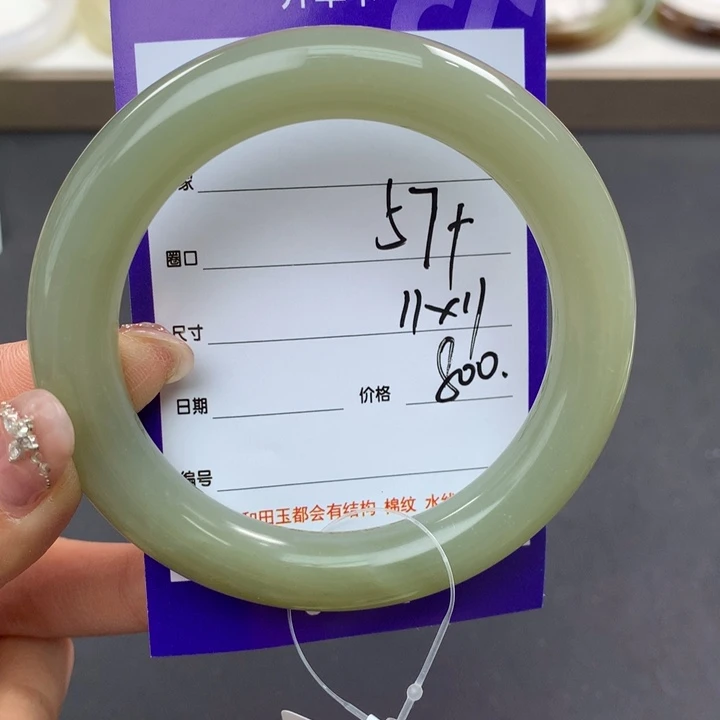 家
57+
圈口
11×11
尺寸
800.
日期 价格
编号
和田玉都会有结构 棉纹 水线